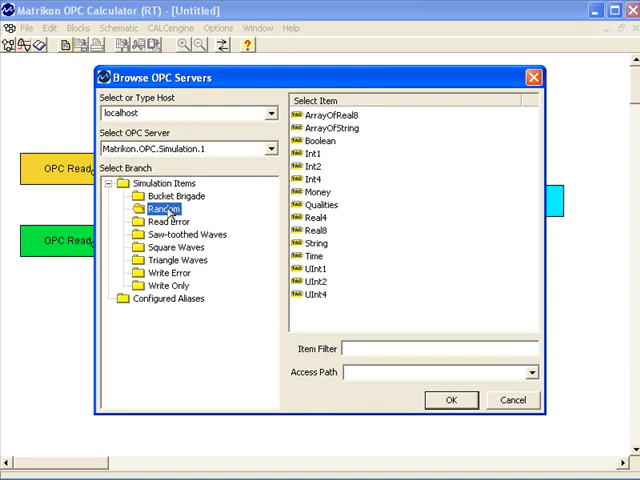 Matrikon OPC Calculator (RT) - [Untitled]
File Edit Blocks Schematic CALEngine Options Window Help
Browse OPC Servers
Select or Type Host
localhost
Select OPC Server
Matrikon.OPC.Simulation.1
Select Branch
Simulation Items
Bucket Brigade
Random
Read Error
Saw-toothed Waves
Square Waves
Triangle Waves
Write Error
Write Only
Configured Aliases
Select Item
ArrayOfReal8
ArrayOfString
Boolean
Int1
Int2
Int4
Money
Qualities
Real4
Real8
String
Time
UInt1
UInt2
UInt4
Item Filter
Access Path
OK Cancel
OPC Read
OPC Read